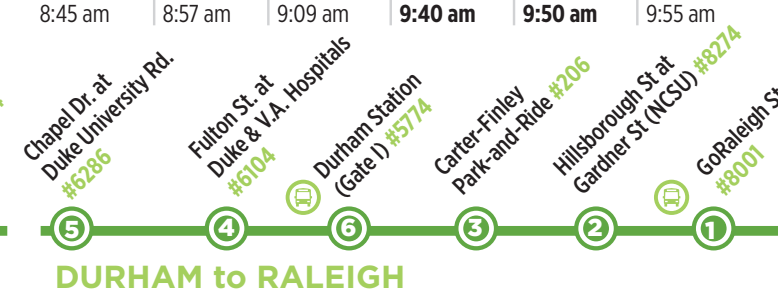 8:45 am
8:57 am
9:09 am
9:40 am
9:50 am
9:55 am
Chapel Dr. at
Duke University Rd.
#6286
Fulton St. at
Duke & V.A. Hospitals
#6104
Durham Station
(Gate I) #5774
Carter-Finley
Park-and-Ride #206
Hillsborough St at
Gardner St (NCSU) #8274
GoRaleigh St
#8001
5
4
6
3
2
1
DURHAM to RALEIGH